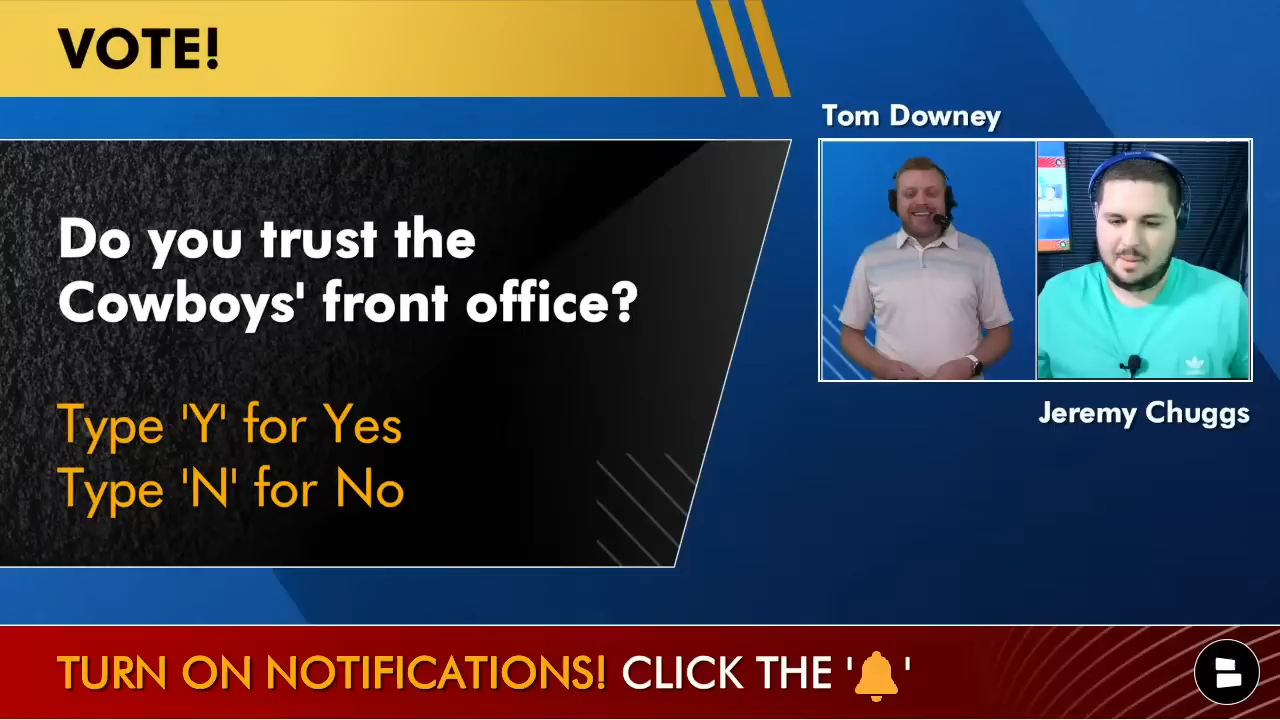 VOTE!
Tom Downey
Do you trust the
Cowboys' front office?
Type 'Y' for Yes
Type 'N' for No
Jeremy Chuggs
TURN ON NOTIFICATIONS! CLICK THE '🔔'